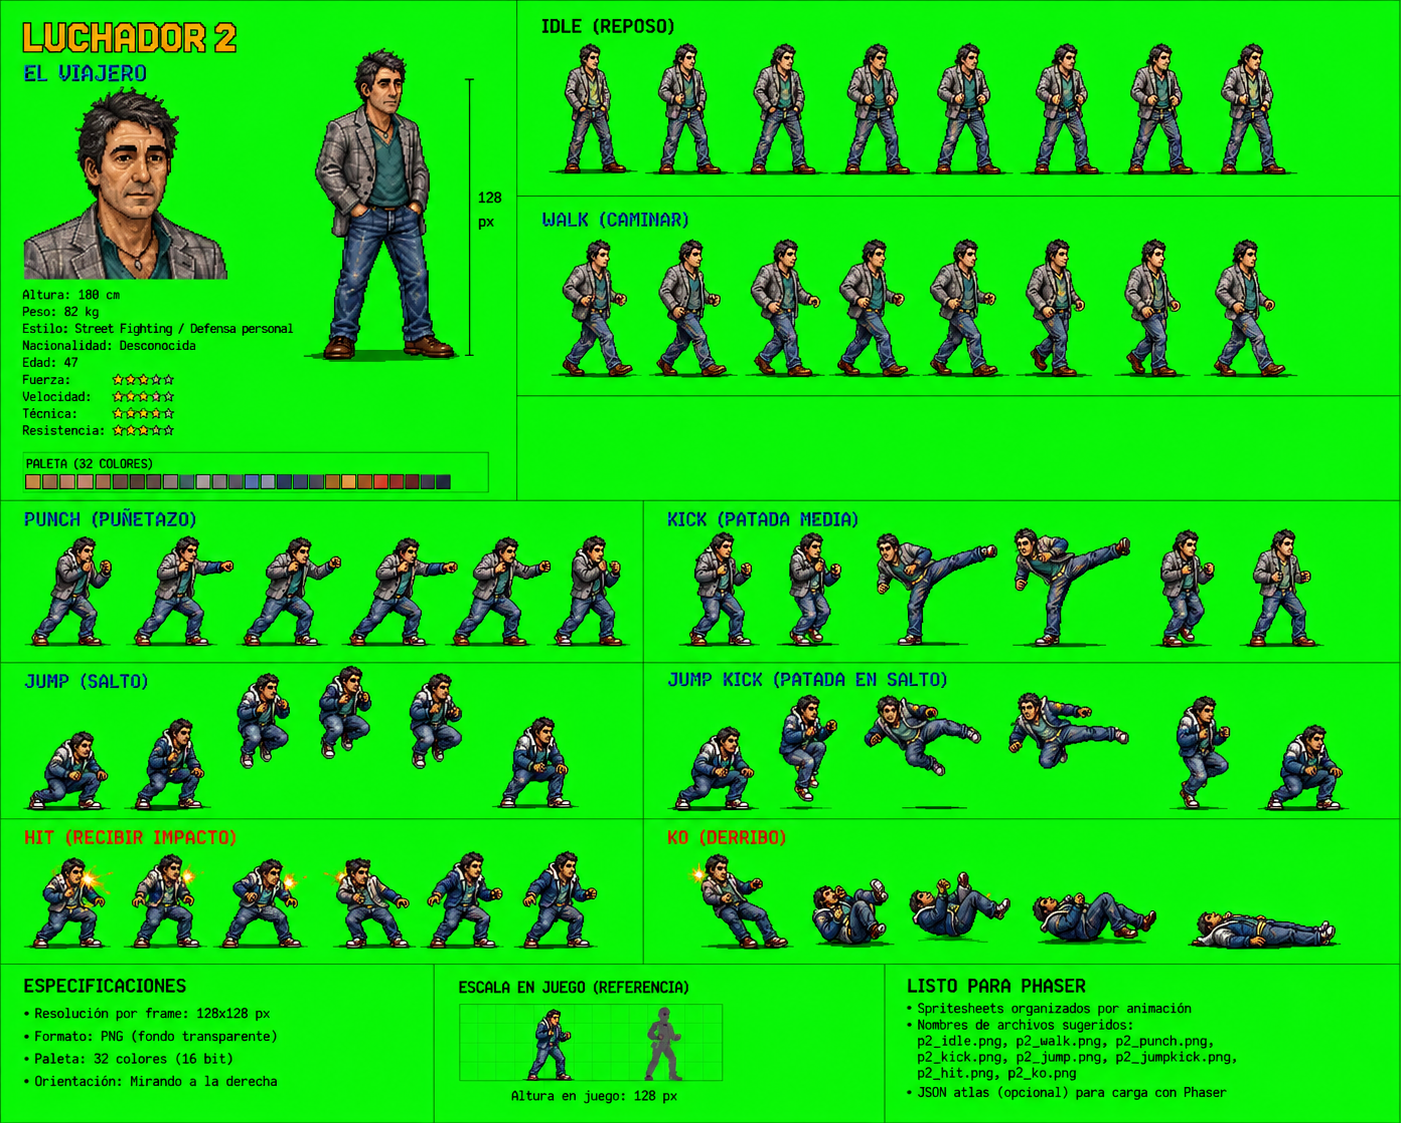 LUCHADOR 2
EL VIAJERO
128
px
Altura: 180 cm
Peso: 82 kg
Estilo: Street Fighting / Defensa personal
Nacionalidad: Desconocida
Edad: 47
Fuerza:
Velocidad:
Técnica:
Resistencia:
PALETA (32 COLORES)
IDLE (REPOSO)
WALK (CAMINAR)
PUNCH (PUÑETAZO)
KICK (PATADA MEDIA)
JUMP (SALTO)
JUMP KICK (PATADA EN SALTO)
HIT (RECIBIR IMPACTO)
KO (DERRIBO)
ESPECIFICACIONES
• Resolución por frame: 128x128 px
• Formato: PNG (fondo transparente)
• Paleta: 32 colores (16 bit)
• Orientación: Mirando a la derecha
ESCALA EN JUEGO (REFERENCIA)
Altura en juego: 128 px
LISTO PARA PHASER
• Spritesheets organizados por animación
• Nombres de archivos sugeridos:
p2_idle.png, p2_walk.png, p2_punch.png,
p2_kick.png, p2_jump.png, p2_jumpkick.png,
p2_hit.png, p2_ko.png
• JSON atlas (opcional) para carga con Phaser